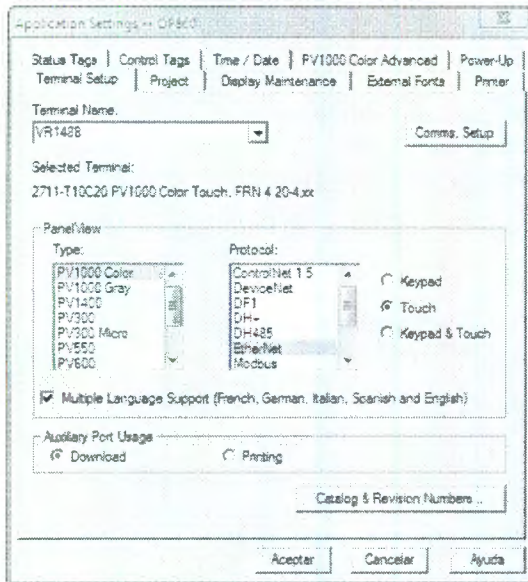 Application Settings -- OP860
Status Tags | Control Tags | Time / Date | PV1000 Color Advanced | Power-Up
Terminal Setup | Project | Display Maintenance | External Fonts | Printer
Terminal Name:
VR1488
Comms. Setup
Selected Terminal:
2711-T10C20 PV1000 Color Touch, FRN 4.20-4.xx
PanelView
Type:
Protocol:
PV1000 Color
PV1000 Gray
PV1400
PV300
PV300 Micro
PV550
PV600
ControlNet 1.5
DeviceNet
DF1
DH+
DH485
EtherNet
Modbus
Keypad
Touch
Keypad & Touch
Multiple Language Support (French, German, Italian, Spanish and English)
Auxiliary Port Usage
Download
Printing
Catalog & Revision Numbers ..
Aceptar
Cancelar
Ayuda